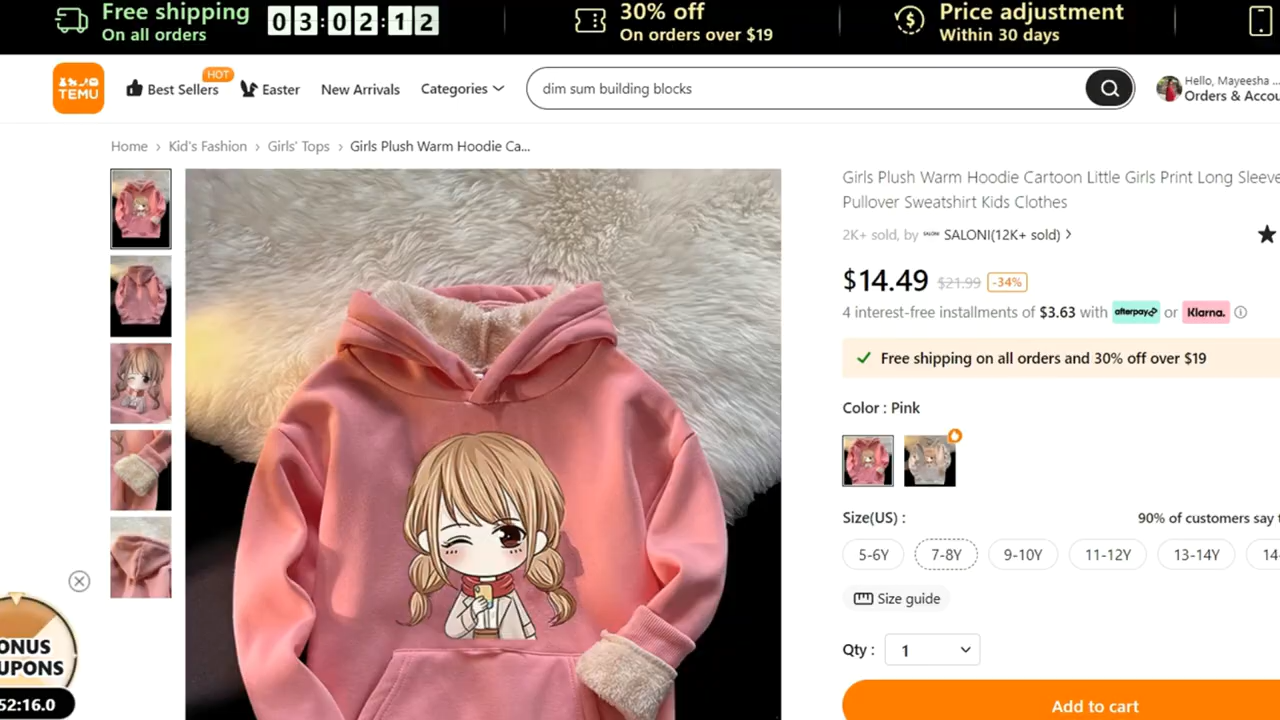 Free shipping
On all orders
03:02:12
30% off
On orders over $19
Price adjustment
Within 30 days
TEMU
Best Sellers
HOT
Easter
New Arrivals
Categories
dim sum building blocks
Hello, Mayeesha ...
Orders & Accou
Home › Kid's Fashion › Girls' Tops › Girls Plush Warm Hoodie Ca...
Girls Plush Warm Hoodie Cartoon Little Girls Print Long Sleeve
Pullover Sweatshirt Kids Clothes
2K+ sold, by SALONI SALONI(12K+ sold) >
$14.49 $21.99 -34%
4 interest-free installments of $3.63 with afterpay or Klarna.
Free shipping on all orders and 30% off over $19
Color : Pink
Size(US) :
90% of customers say t
5-6Y 7-8Y 9-10Y 11-12Y 13-14Y 14-
Size guide
Qty : 1
Add to cart
ONUS
UPONS
52:16.0